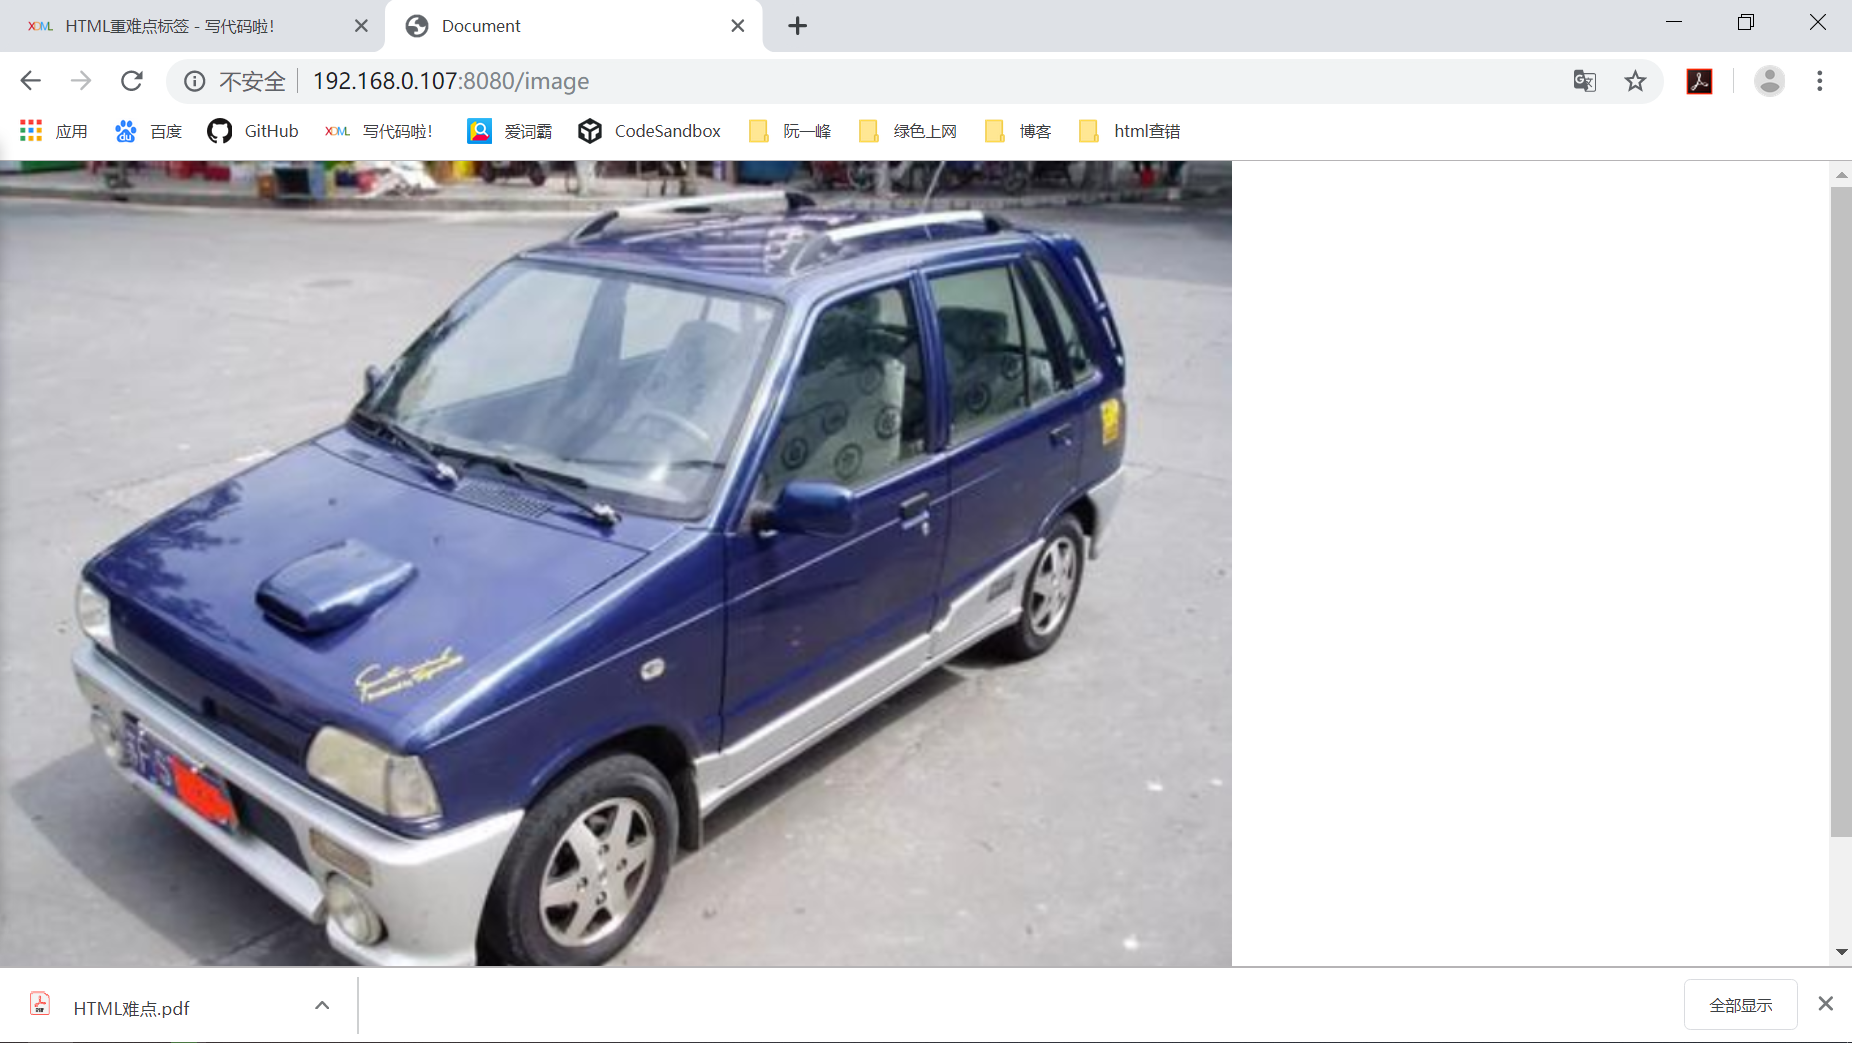 HTML重难点标签 - 写代码啦!
Document
不安全 192.168.0.107:8080/image
应用 百度 GitHub 写代码啦! 爱词霸 CodeSandbox 阮一峰 绿色上网 博客 html查错
HTML难点.pdf
全部显示